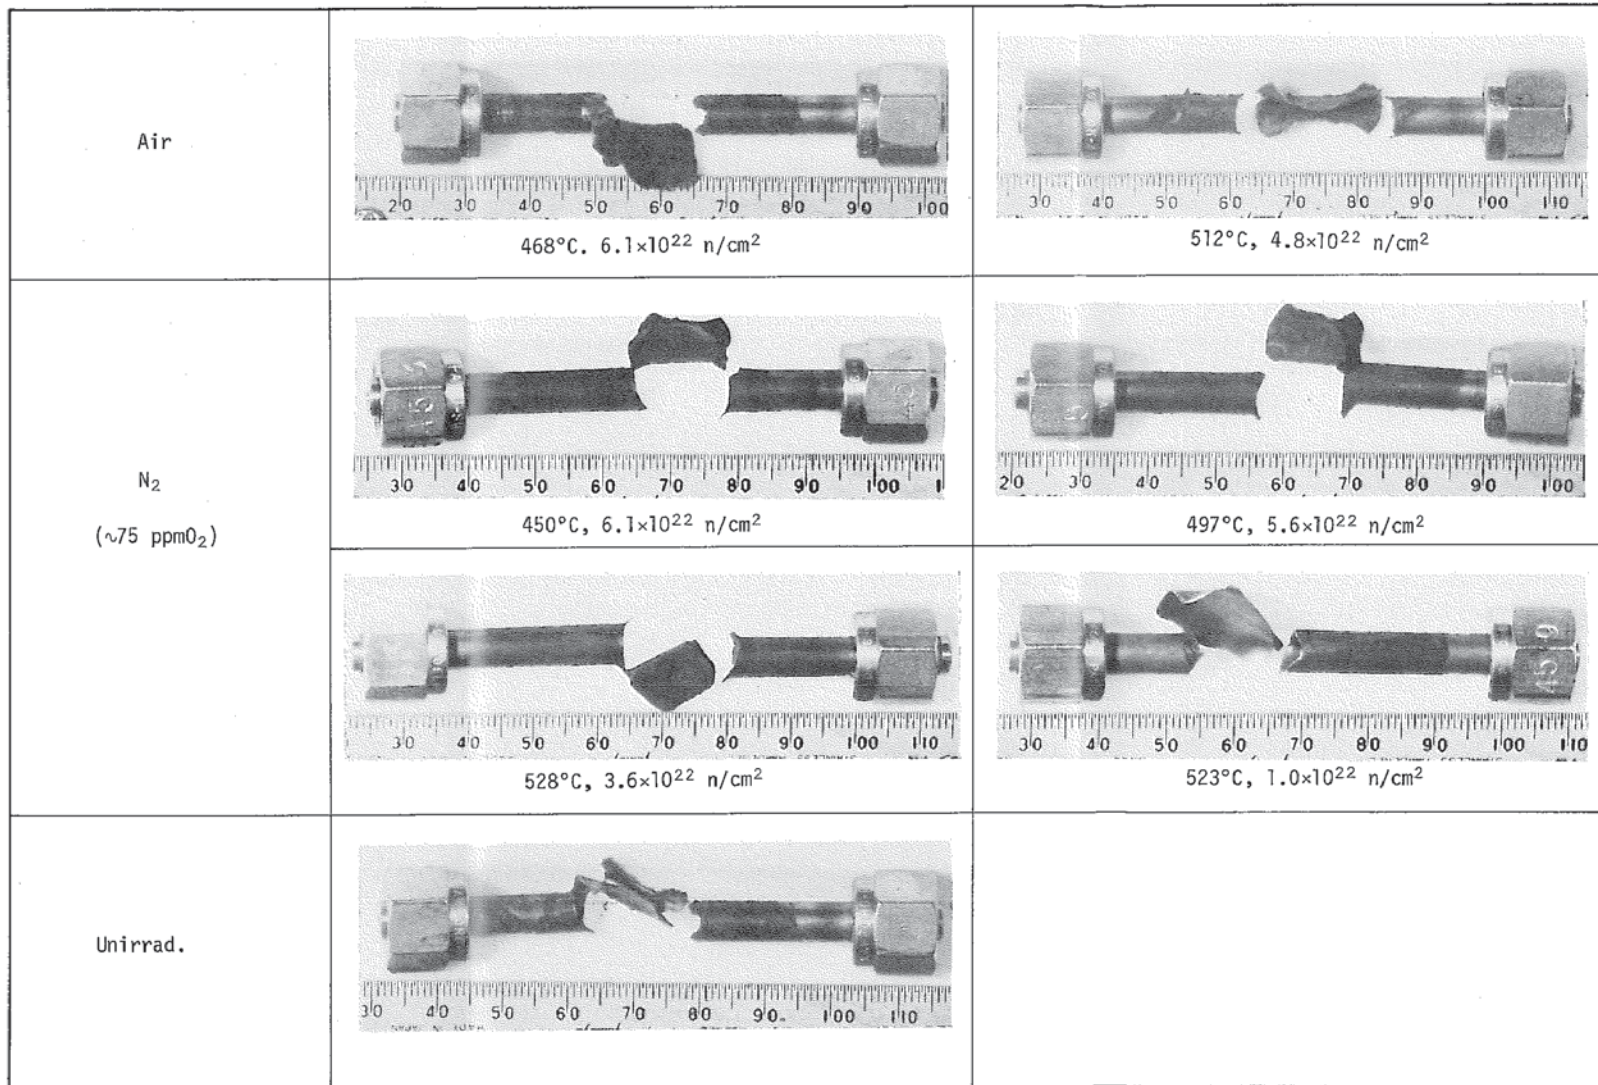 Air
20 30 40 50 60 70 80 90 100
468°C. 6.1×10²² n/cm²
30 40 50 60 70 80 90 100 110
512°C, 4.8×10²² n/cm²
N₂
(~75 ppmO₂)
45
30 40 50 60 70 80 90 100 1
450°C, 6.1×10²² n/cm²
20 30 40 50 60 70 80 90 100
497°C, 5.6×10²² n/cm²
30 40 50 60 70 80 90 100 110
528°C, 3.6×10²² n/cm²
45 9
30 40 50 60 70 80 90 100 110
523°C, 1.0×10²² n/cm²
Unirrad.
30 40 50 60 70 80 90 100 110